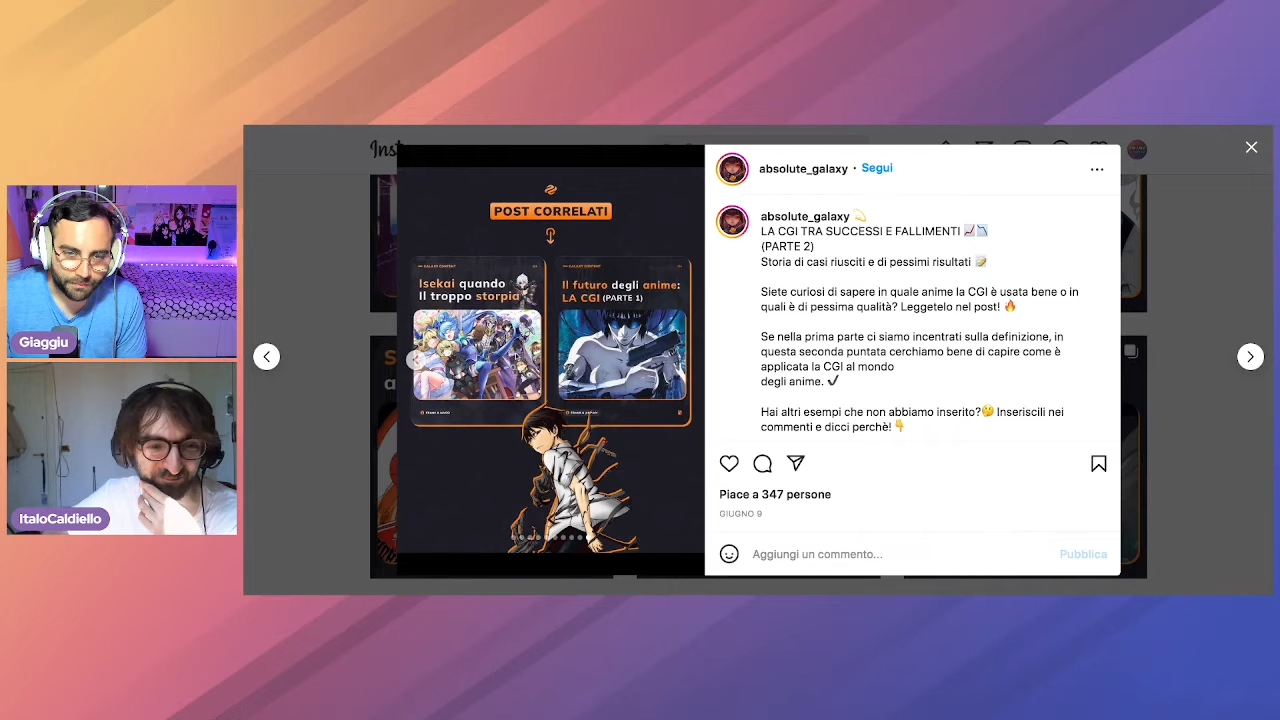 Inst
absolute_galaxy · Segui
absolute_galaxy 💫
LA CGI TRA SUCCESSI E FALLIMENTI 📈📉
(PARTE 2)
Storia di casi riusciti e di pessimi risultati 📝
Siete curiosi di sapere in quale anime la CGI è usata bene o in
quali è di pessima qualità? Leggetelo nel post! 🔥
Se nella prima parte ci siamo incentrati sulla definizione, in
questa seconda puntata cerchiamo bene di capire come è
applicata la CGI al mondo
degli anime. ✔️
Hai altri esempi che non abbiamo inserito?🤔 Inseriscili nei
commenti e dicci perchè! 👇
Piace a 347 persone
GIUGNO 9
Aggiungi un commento...
Pubblica
POST CORRELATI
Isekai quando
Il troppo storpia
Il futuro degli anime:
LA CGI (PARTE 1)
Giaggiu
ItaloCaldiello